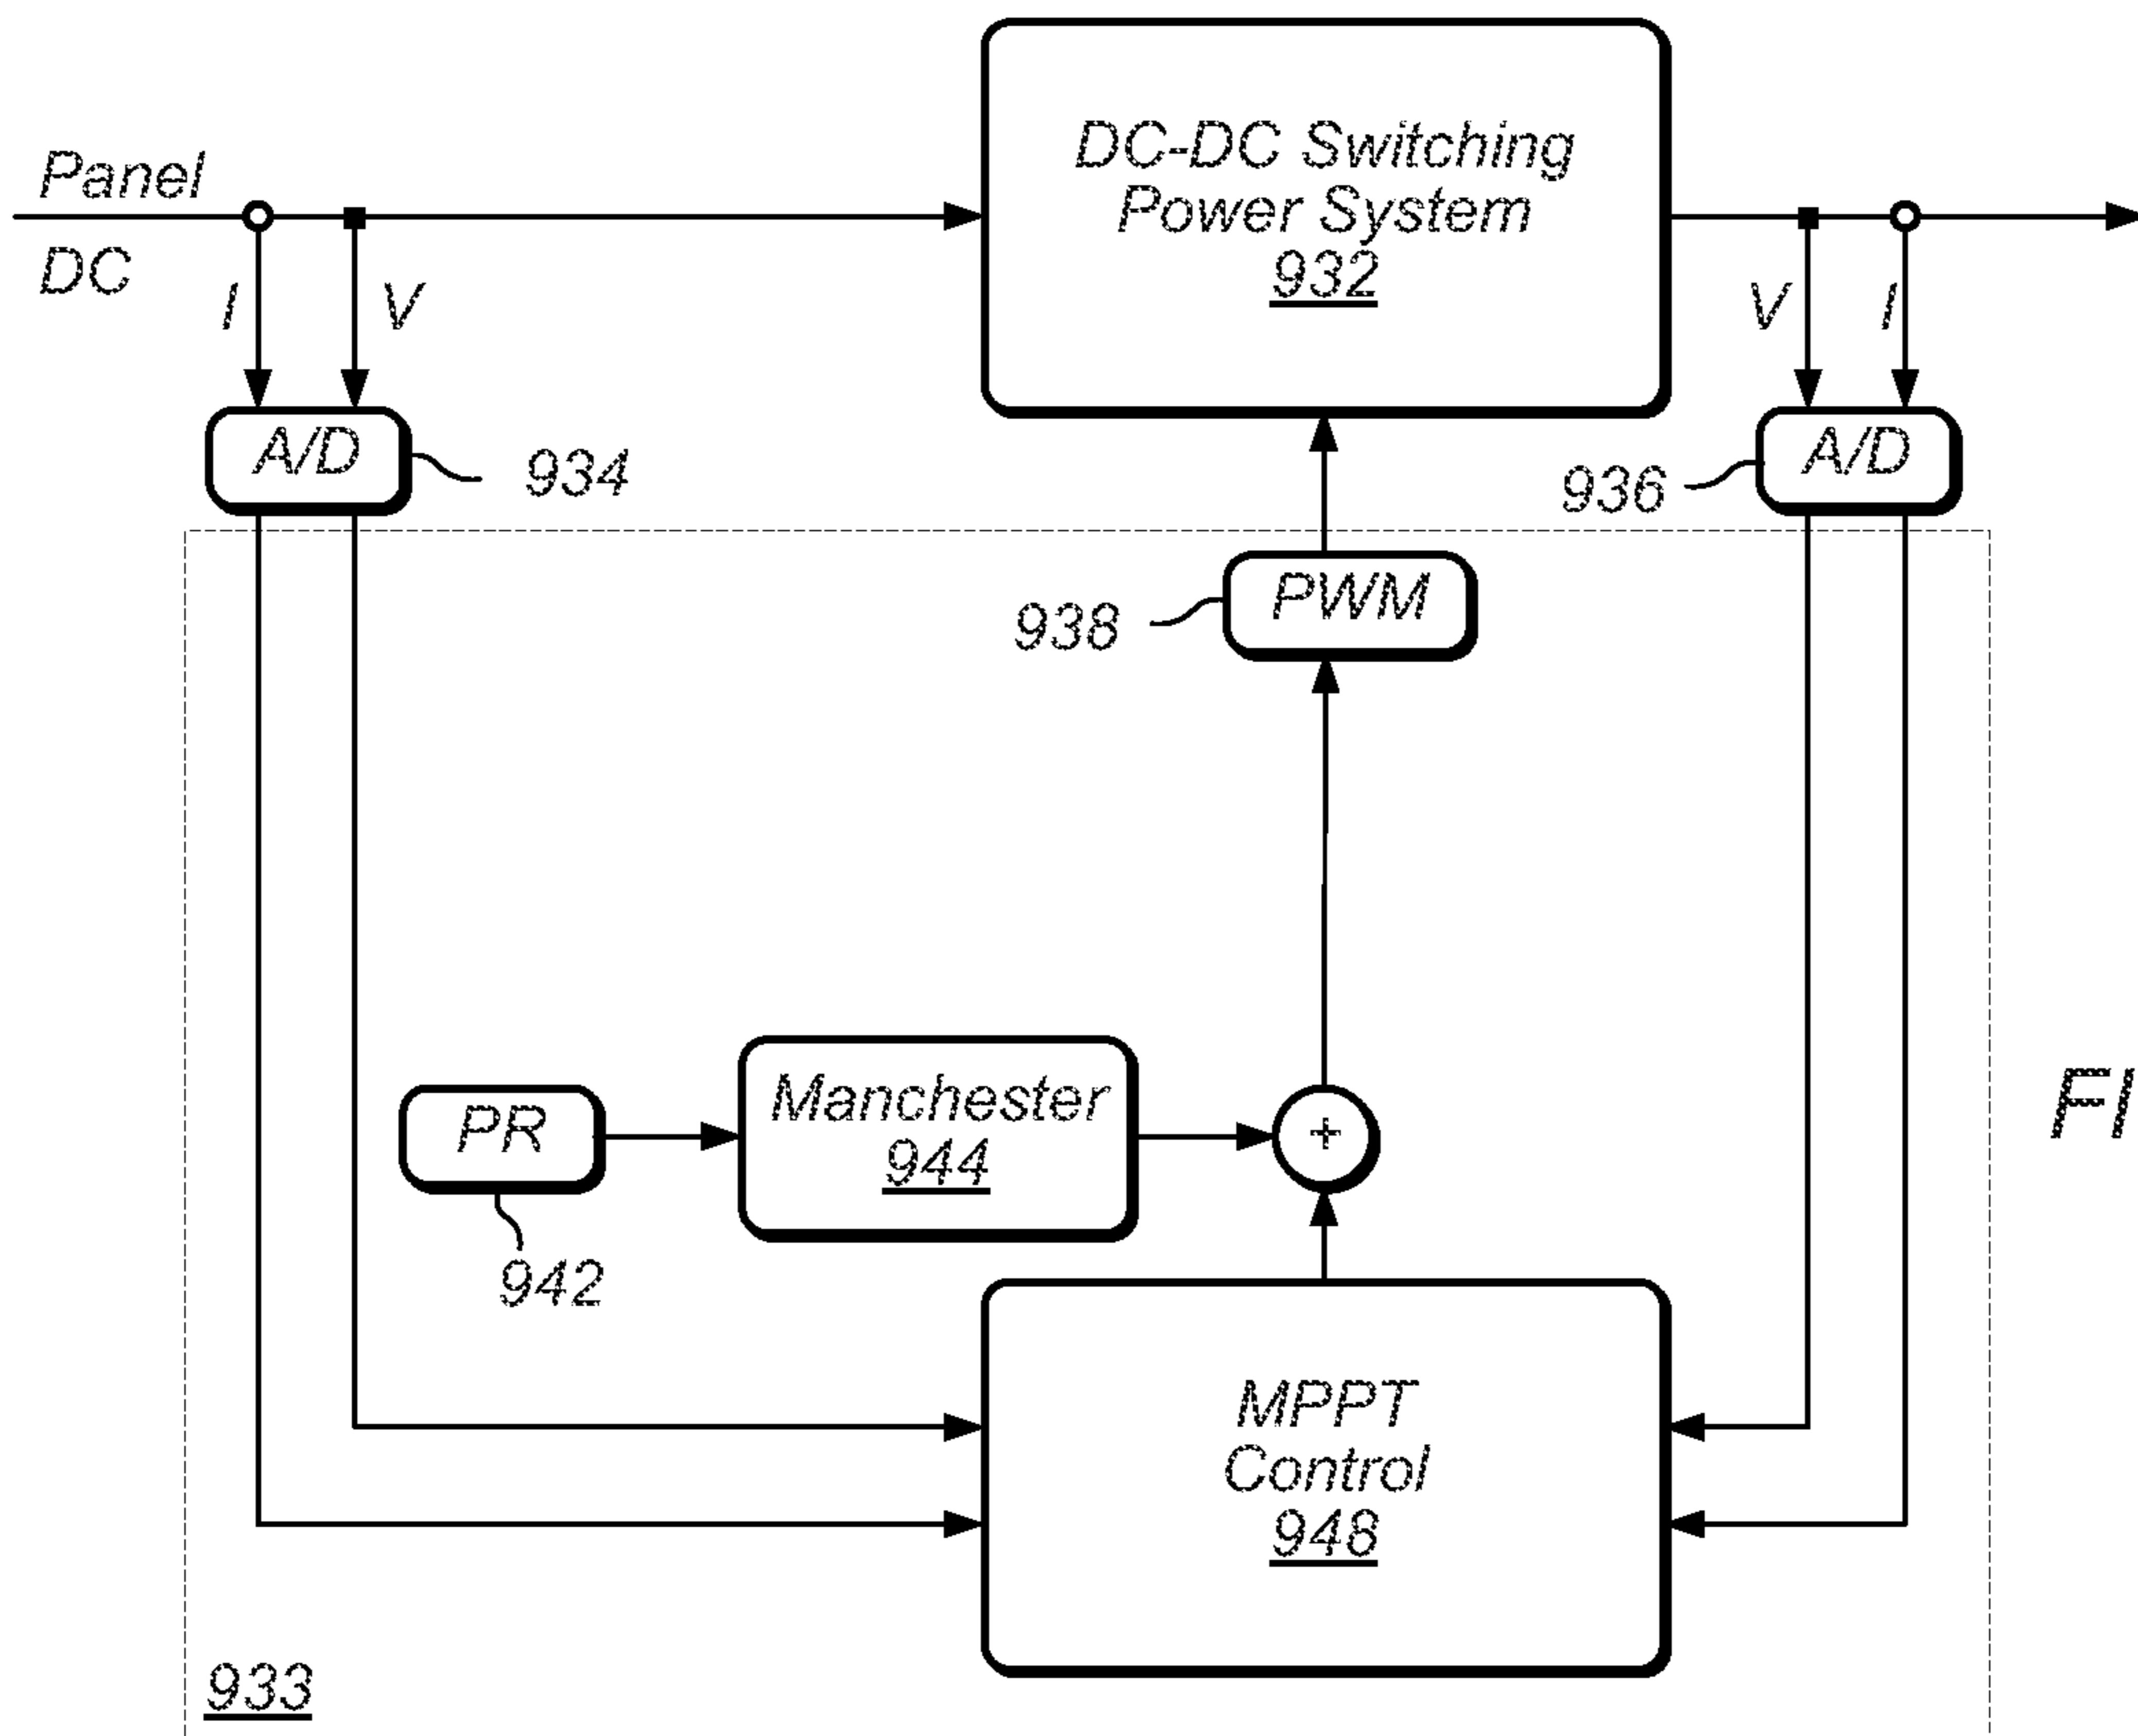 DC-DC Switching
Power System
932
Panel
DC
I
V
V
I
A/D
934
936
A/D
PWM
938
PR
942
Manchester
944
+
FI
MPPT
Control
948
933